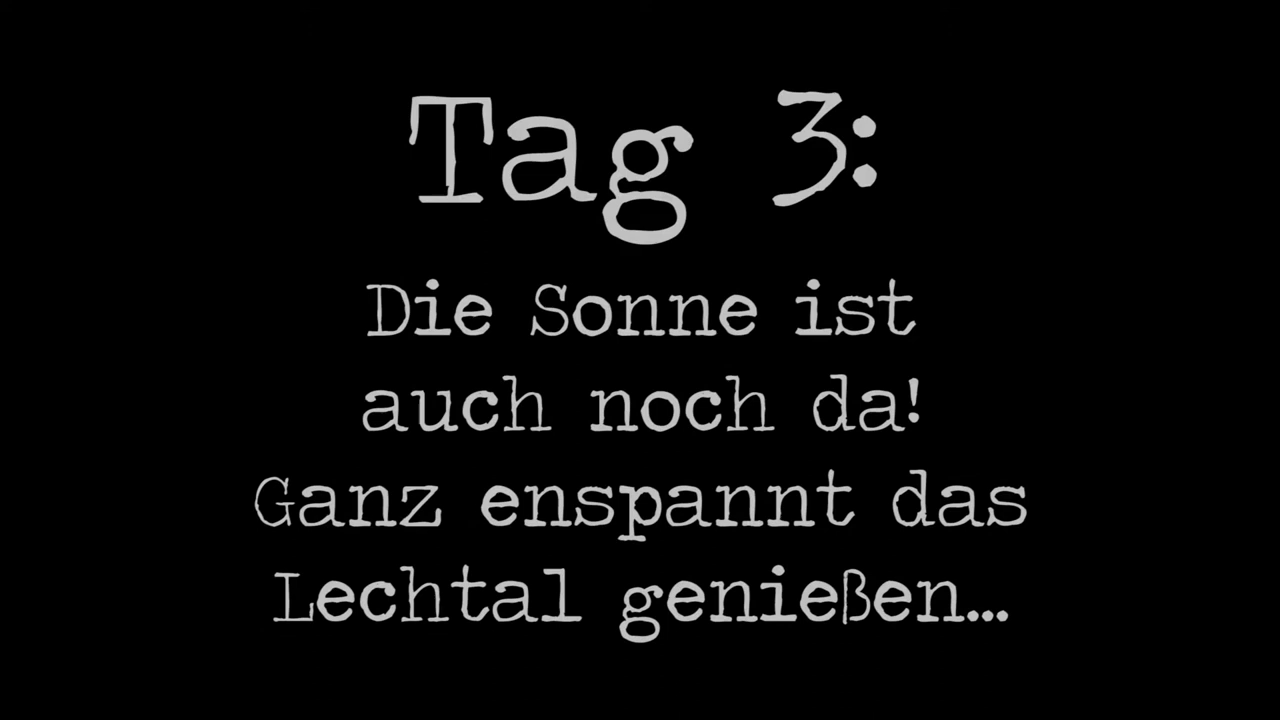 Tag 3:
Die Sonne ist
auch noch da!
Ganz enspannt das
Lechtal genießen...